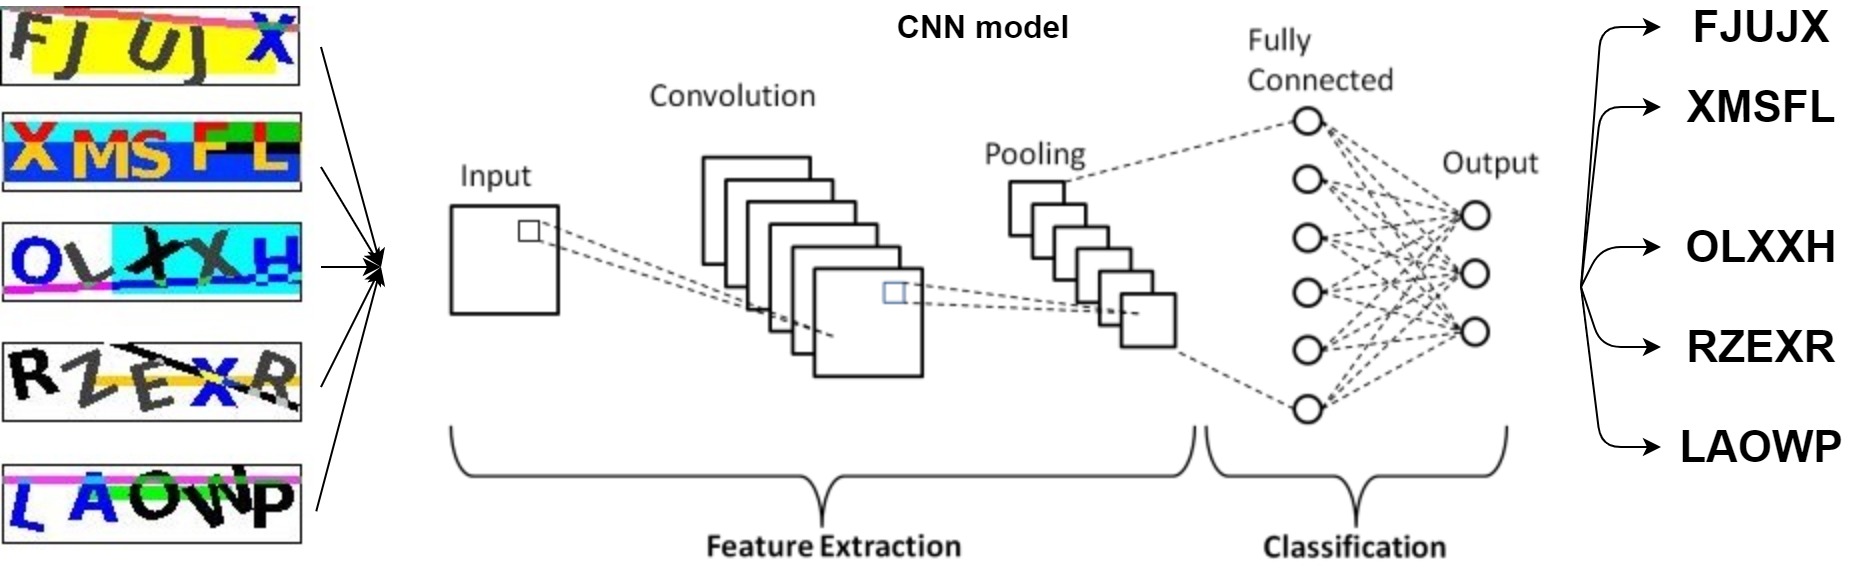 FJUJX
XMSFL
OLXXH
RZEXR
LAOWP
CNN model
Input
Convolution
Pooling
Fully
Connected
Output
Feature Extraction
Classification
FJUJX
XMSFL
OLXXH
RZEXR
LAOWP